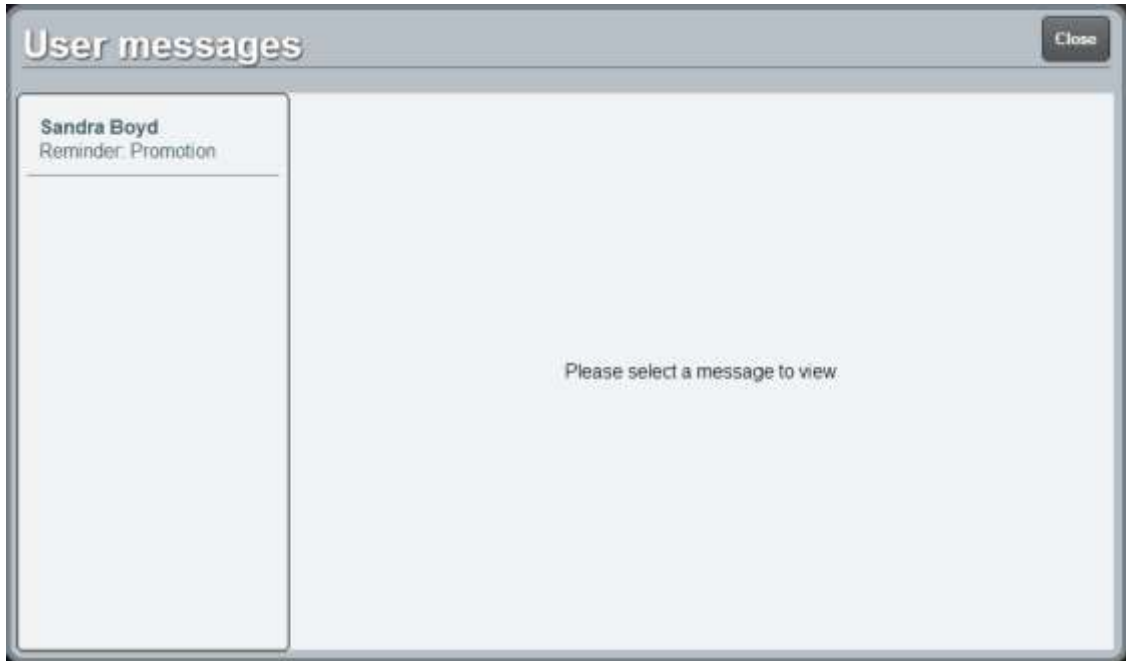 User messages
Close
Sandra Boyd
Reminder: Promotion
Please select a message to view